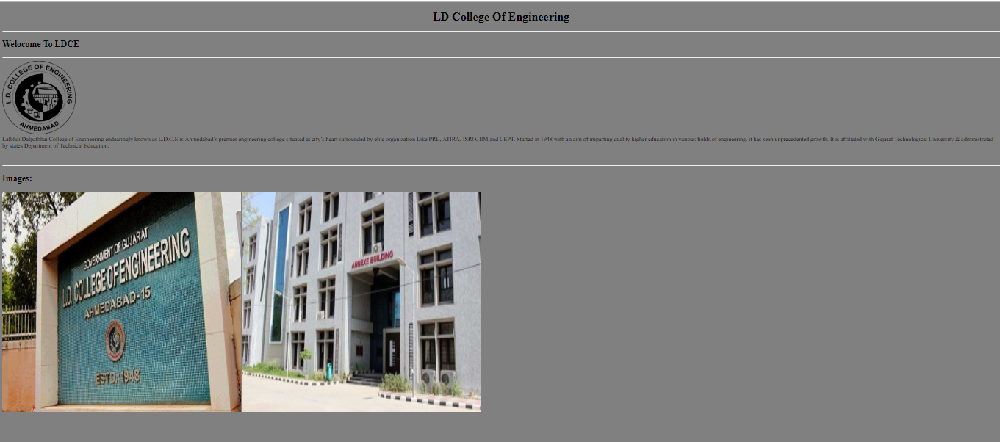 LD College Of Engineering
Welocome To LDCE
L.D. COLLEGE OF ENGINEERING
AHMEDABAD
Lalbhai Dalpatbhai College of Engineering endearingly known as L.D.C.E is Ahmedabad's premier engineering college situated at city's heart surrounded by elite organization Like PRL, ATIRA, ISRO, IIM and CEPT. Started in 1948 with an aim of imparting quality higher education in various fields of engineering, it has seen unprecedented growth. It is affiliated with Gujarat Technological University & administrated
by states Department of Technical Education.
Images:
GOVERNMENT OF GUJARAT
L.D. COLLEGE OF ENGINEERING
AHMEDABAD-15
ESTD. 1948
ANNEXE BUILDING